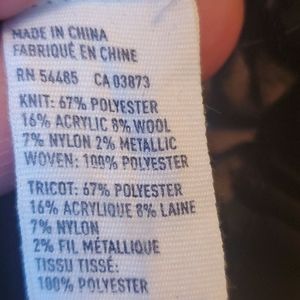 MADE IN CHINA
FABRIQUÉ EN CHINE
RN 54485 CA 03873
KNIT: 67% POLYESTER
16% ACRYLIC 8% WOOL
7% NYLON 2% METALLIC
WOVEN: 100% POLYESTER
TRICOT: 67% POLYESTER
16% ACRYLIQUE 8% LAINE
7% NYLON
2% FIL MÉTALLIQUE
TISSU TISSÉ:
100% POLYESTER